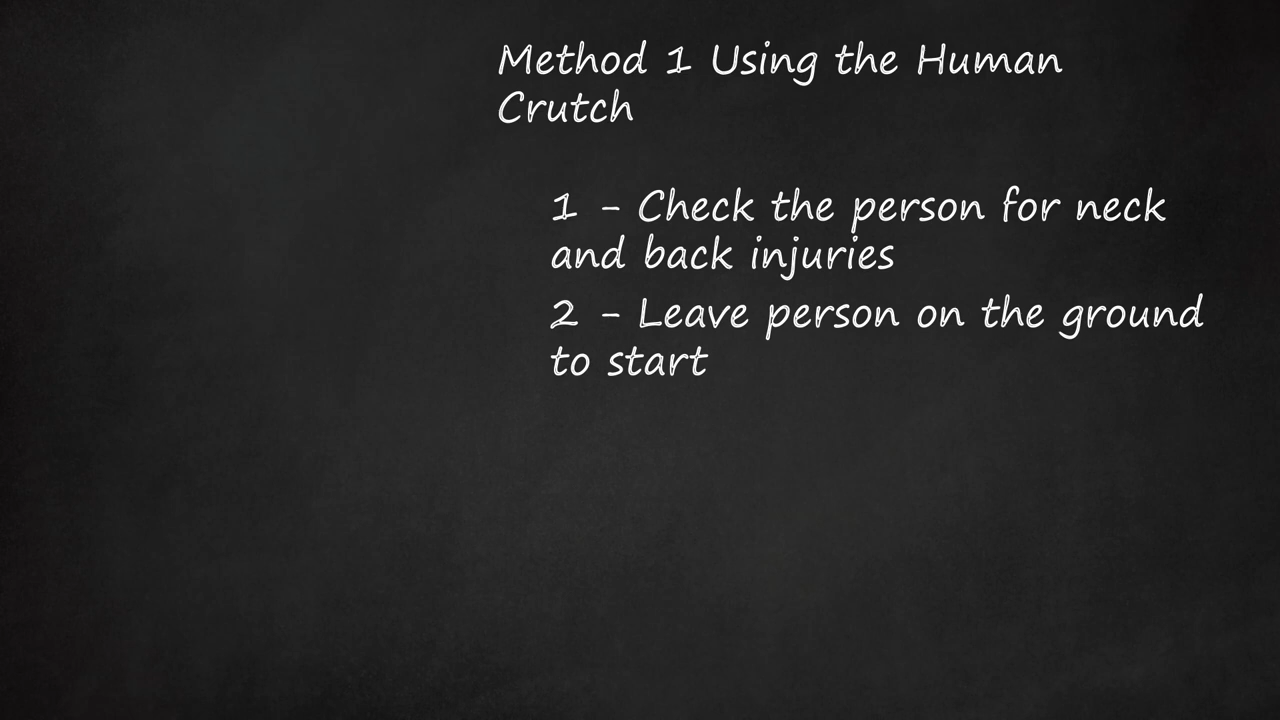 Method 1 Using the Human
Crutch
1 - Check the person for neck
and back injuries
2 - Leave person on the ground
to start